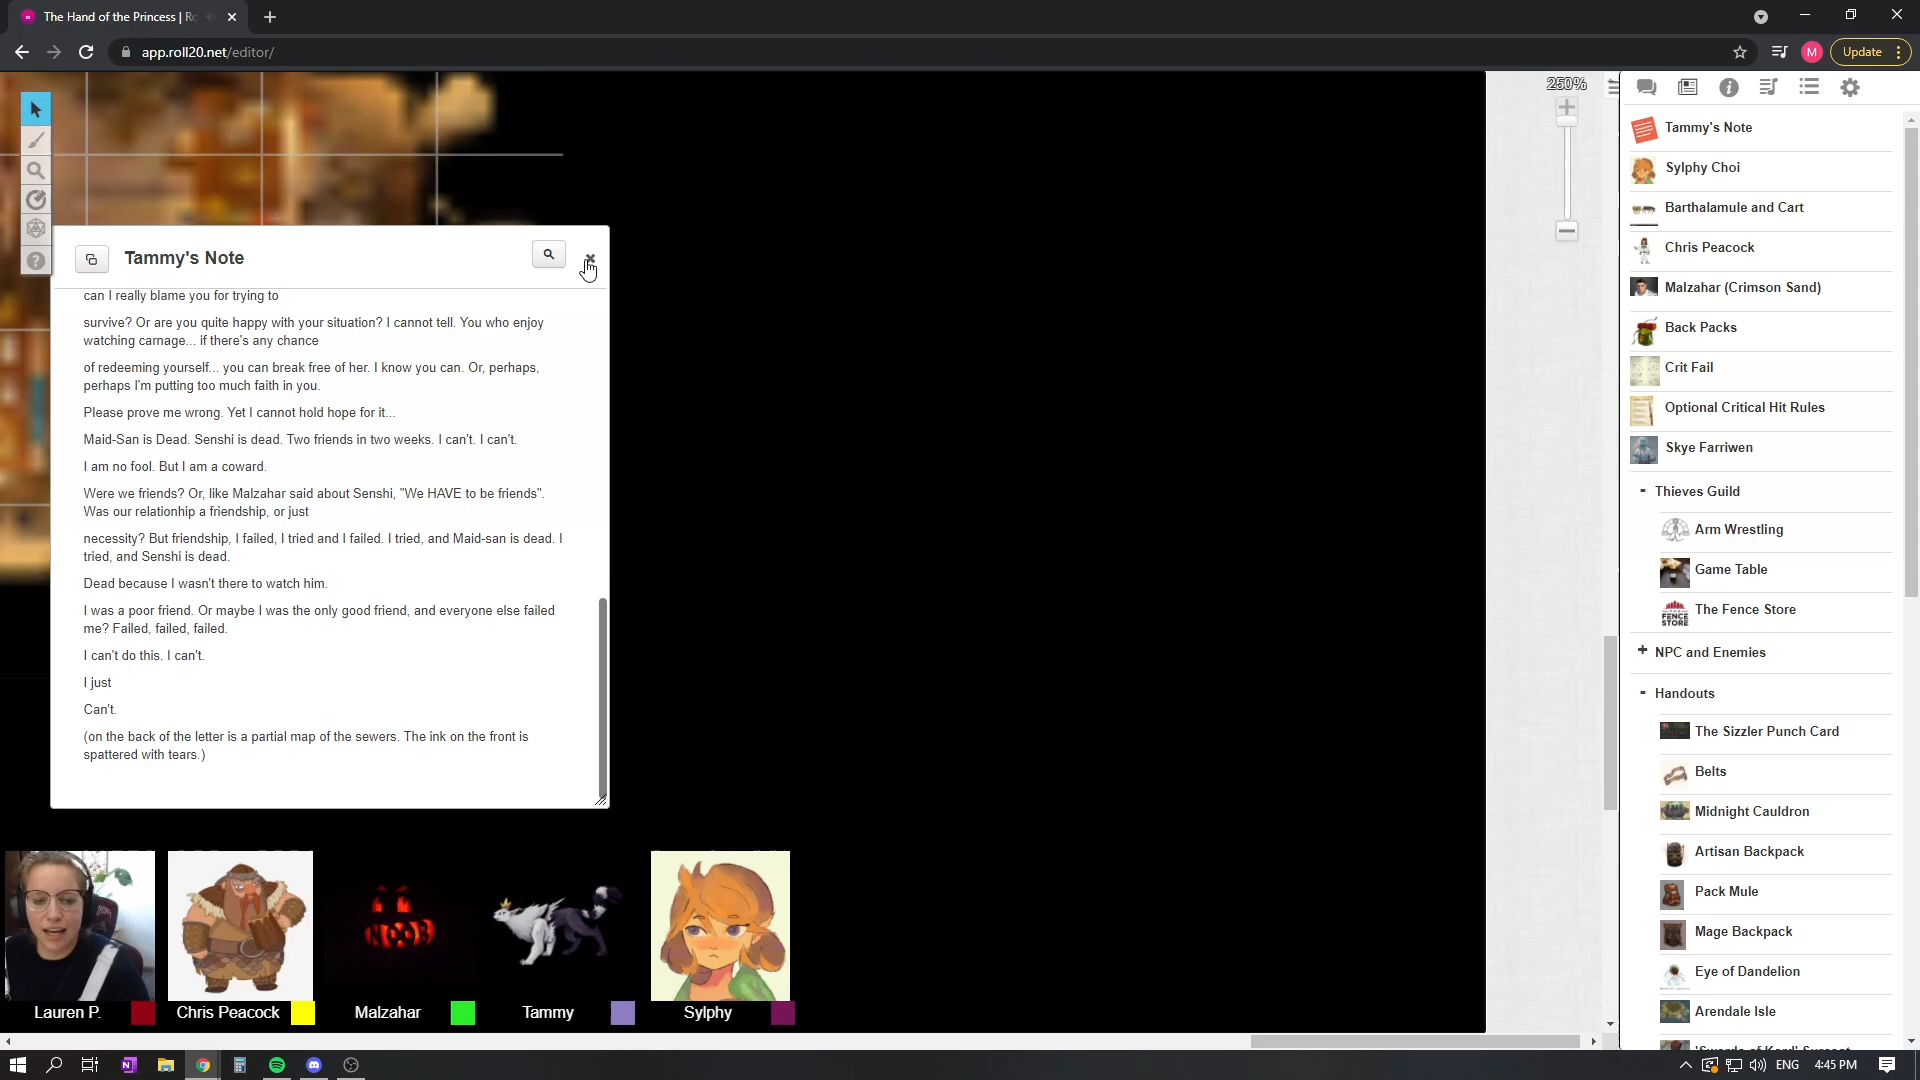 The Hand of the Princess | Ro
app.roll20.net/editor/
M
Update
250%
Tammy's Note
can I really blame you for trying to
survive? Or are you quite happy with your situation? I cannot tell. You who enjoy
watching carnage... if there's any chance
of redeeming yourself... you can break free of her. I know you can. Or, perhaps,
perhaps I'm putting too much faith in you.
Please prove me wrong. Yet I cannot hold hope for it...
Maid-San is Dead. Senshi is dead. Two friends in two weeks. I can't. I can't.
I am no fool. But I am a coward.
Were we friends? Or, like Malzahar said about Senshi, "We HAVE to be friends".
Was our relationhip a friendship, or just
necessity? But friendship, I failed, I tried and I failed. I tried, and Maid-san is dead. I
tried, and Senshi is dead.
Dead because I wasn't there to watch him.
I was a poor friend. Or maybe I was the only good friend, and everyone else failed
me? Failed, failed, failed.
I can't do this. I can't.
I just
Can't.
(on the back of the letter is a partial map of the sewers. The ink on the front is
spattered with tears.)
NOOB
Lauren P.
Chris Peacock
Malzahar
Tammy
Sylphy
Tammy's Note
Sylphy Choi
Barthalamule and Cart
Chris Peacock
Malzahar (Crimson Sand)
Back Packs
Crit Fail
Optional Critical Hit Rules
Skye Farriwen
- Thieves Guild
Arm Wrestling
Game Table
FENCE
STORE
The Fence Store
+ NPC and Enemies
- Handouts
The Sizzler Punch Card
Belts
Midnight Cauldron
Artisan Backpack
Pack Mule
Mage Backpack
Eye of Dandelion
Arendale Isle
ENG
4:45 PM